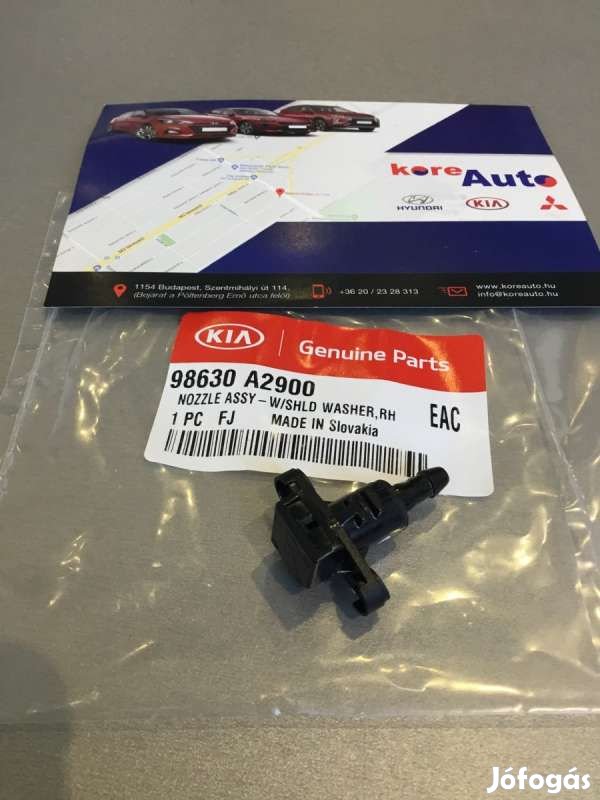 koreAuto
HYUNDAI KIA
1154 Budapest, Szentmihályi út 114,
(Bejárat a Pöltenberg Ernő utca felől)
+36 20 / 23 28 313
www.koreauto.hu
info@koreauto.hu
KIA Genuine Parts
98630 A2900
NOZZLE ASSY-W/SHLD WASHER,RH
1 PC FJ MADE IN Slovakia
EAC
Jófogás